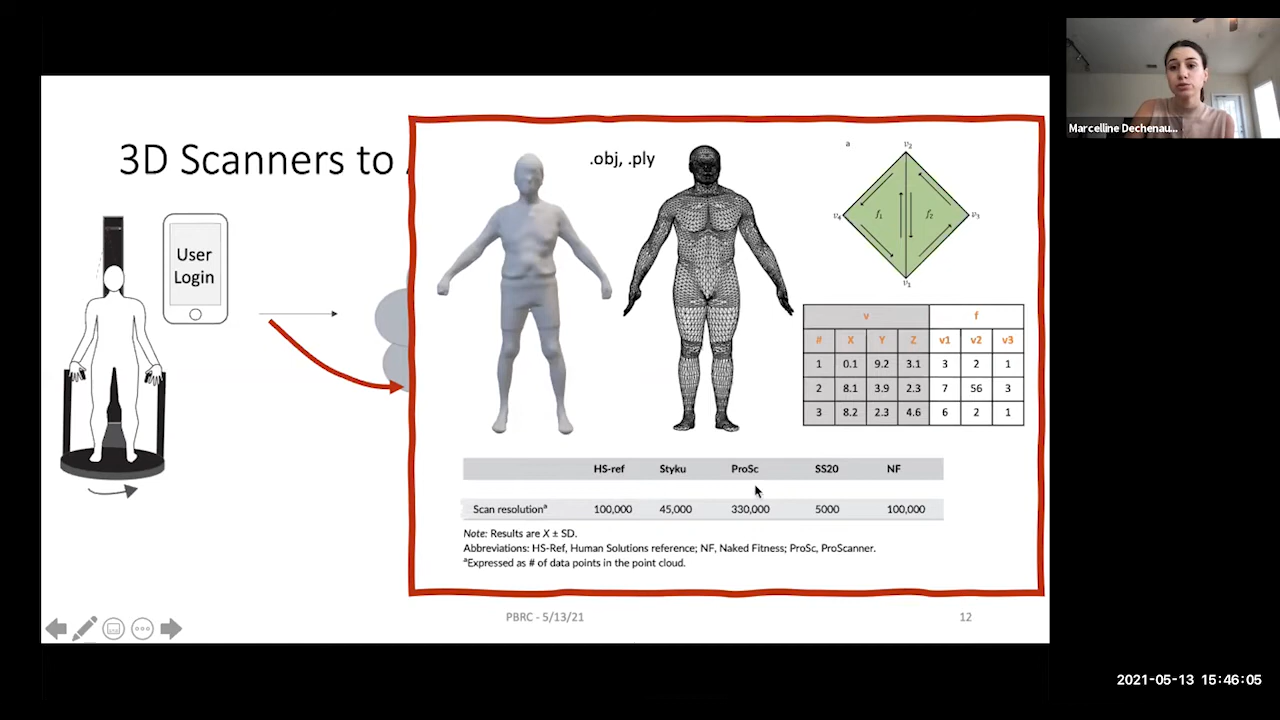 Marcelline Dechenau...
3D Scanners to
User
Login
.obj, .ply
a
v2
v4
f1
f2
v3
v1
v f
# X Y Z v1 v2 v3
1 0.1 9.2 3.1 3 2 1
2 8.1 3.9 2.3 7 56 3
3 8.2 2.3 4.6 6 2 1
HS-ref Styku ProSc SS20 NF
Scan resolutionᵃ 100,000 45,000 330,000 5000 100,000
Note: Results are X ± SD.
Abbreviations: HS-Ref, Human Solutions reference; NF, Naked Fitness; ProSc, ProScanner.
ᵃExpressed as # of data points in the point cloud.
PBRC - 5/13/21
12
2021-05-13 15:46:05